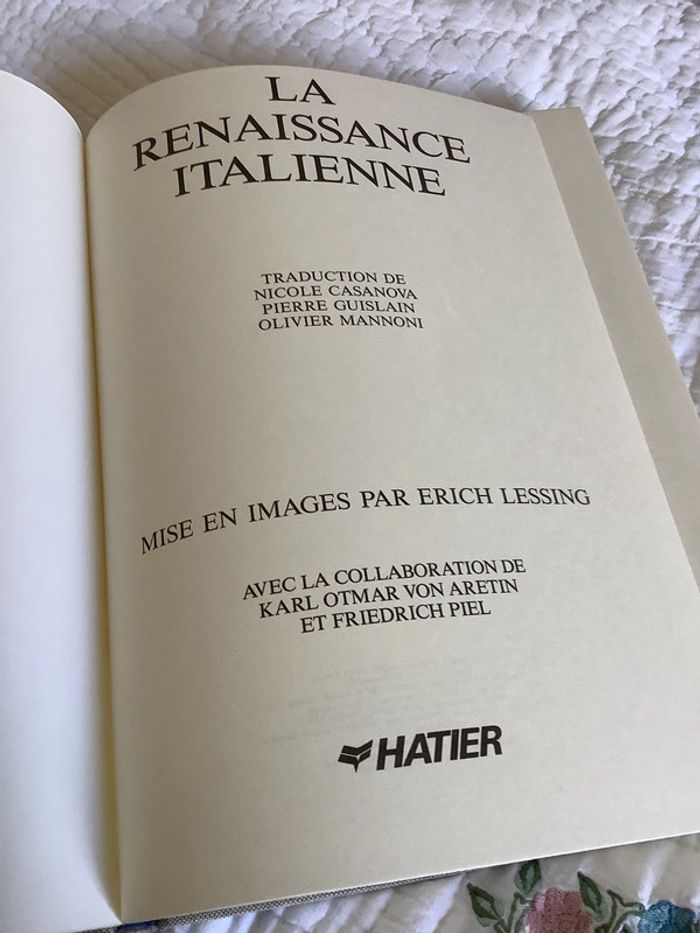 LA
RENAISSANCE
ITALIENNE
TRADUCTION DE
NICOLE CASANOVA
PIERRE GUISLAIN
OLIVIER MANNONI
MISE EN IMAGES PAR ERICH LESSING
AVEC LA COLLABORATION DE
KARL OTMAR VON ARETIN
ET FRIEDRICH PIEL
HATIER